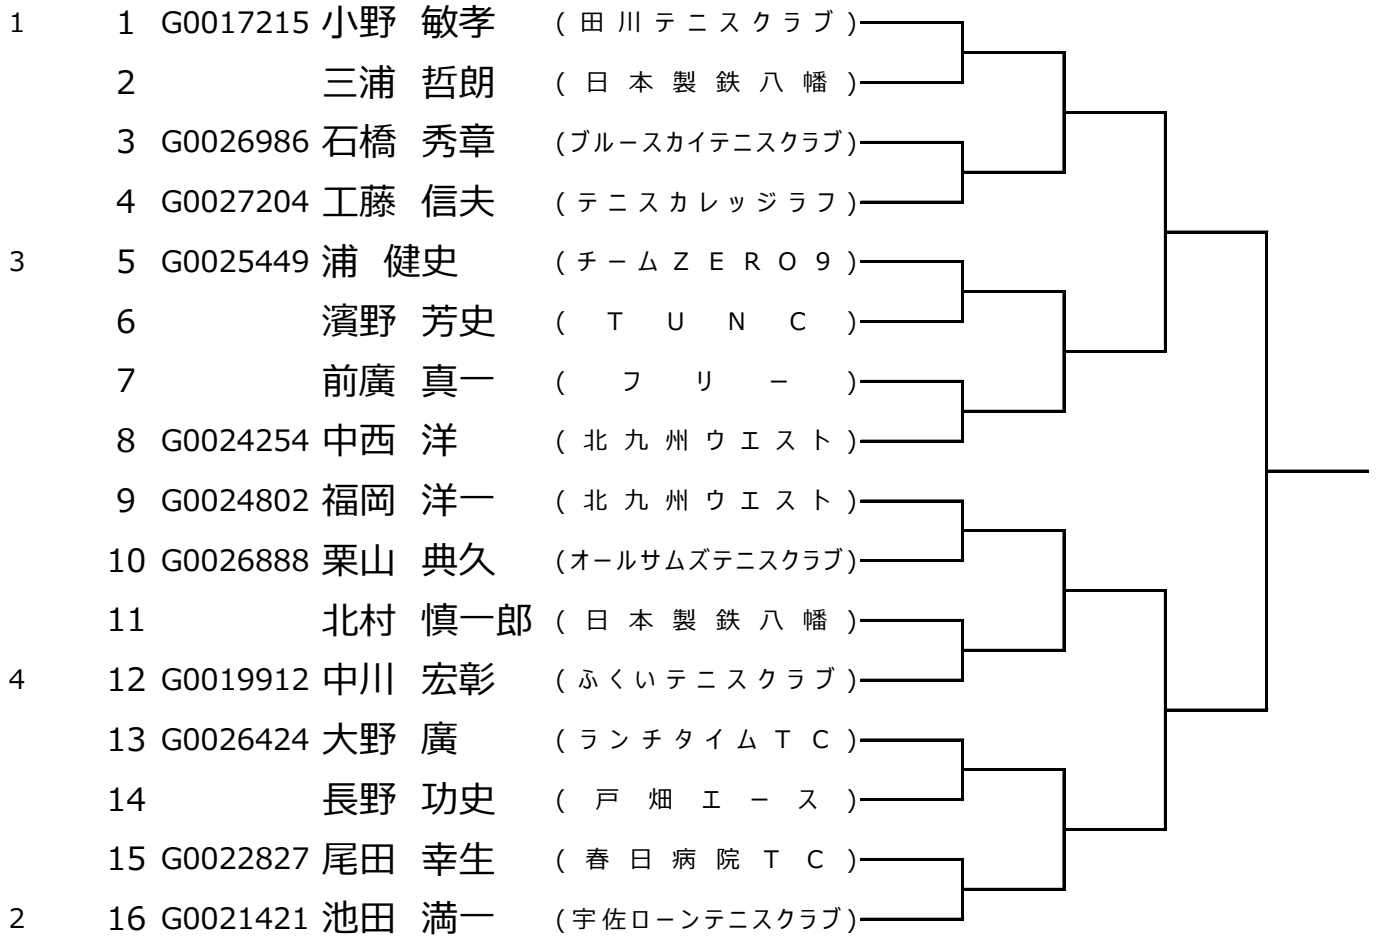 1 1 G0017215 小野 敏孝 (田川テニスクラブ)
2 三浦 哲朗 (日本製鉄八幡)
3 G0026986 石橋 秀章 (ブルースカイテニスクラブ)
4 G0027204 工藤 信夫 (テニスカレッジラフ)
3 5 G0025449 浦 健史 (チームZERO9)
6 濱野 芳史 (TUNC)
7 前廣 真一 (フリー)
8 G0024254 中西 洋 (北九州ウエスト)
9 G0024802 福岡 洋一 (北九州ウエスト)
10 G0026888 栗山 典久 (オールサムズテニスクラブ)
11 北村 慎一郎 (日本製鉄八幡)
4 12 G0019912 中川 宏彰 (ふくいテニスクラブ)
13 G0026424 大野 廣 (ランチタイムTC)
14 長野 功史 (戸畑エース)
15 G0022827 尾田 幸生 (春日病院TC)
2 16 G0021421 池田 満一 (宇佐ローンテニスクラブ)